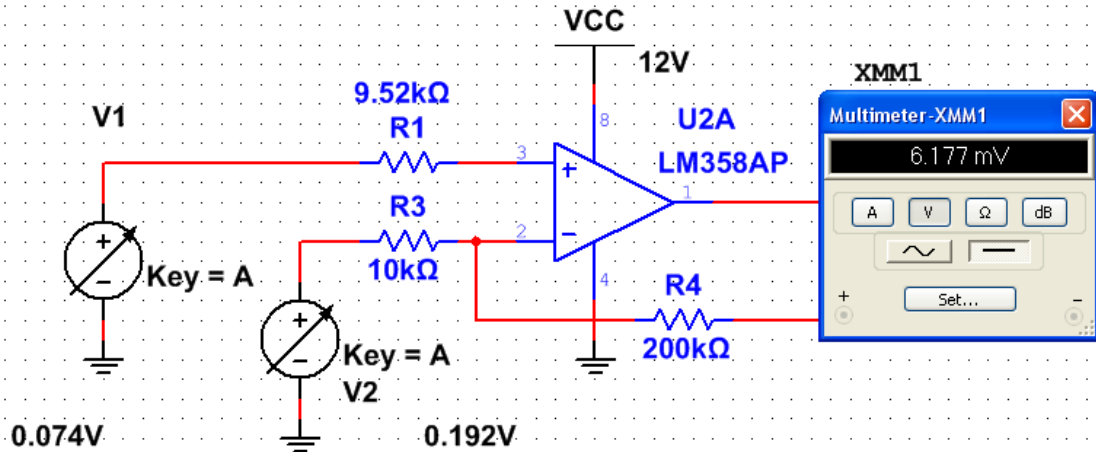 VCC
12V
XMM1
9.52kΩ
V1
R1
8
U2A
Multimeter-XMM1
6.177 mV
3
+
LM358AP
1
R3
2
−
10kΩ
A
V
Ω
dB
+
−
Key = A
4
R4
Set...
+
-
+
−
200kΩ
Key = A
V2
0.074V
0.192V